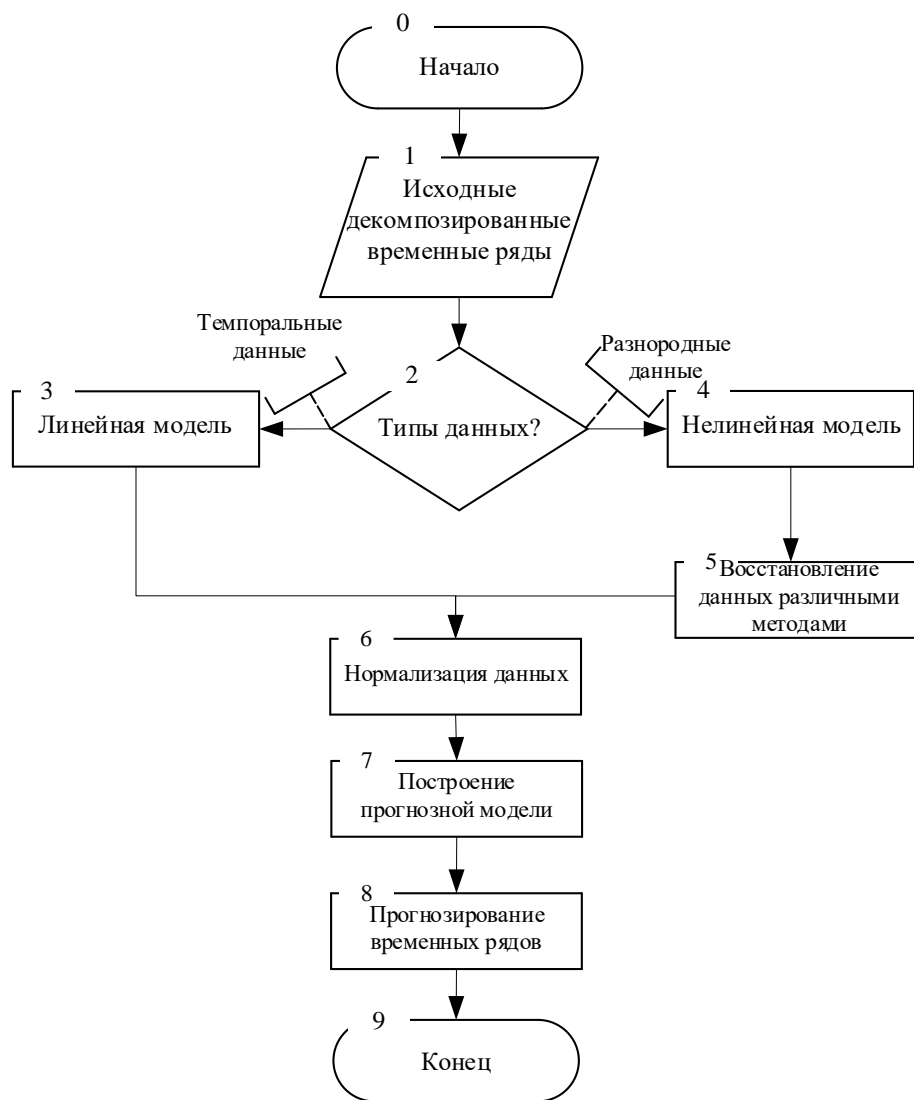 0
Начало
1
Исходные
декомпозированные
временные ряды
Темпоральные
данные
Разнородные
данные
2
Типы данных?
3
Линейная модель
4
Нелинейная модель
5
Восстановление
данных различными
методами
6
Нормализация данных
7
Построение
прогнозной модели
8
Прогнозирование
временных рядов
9
Конец